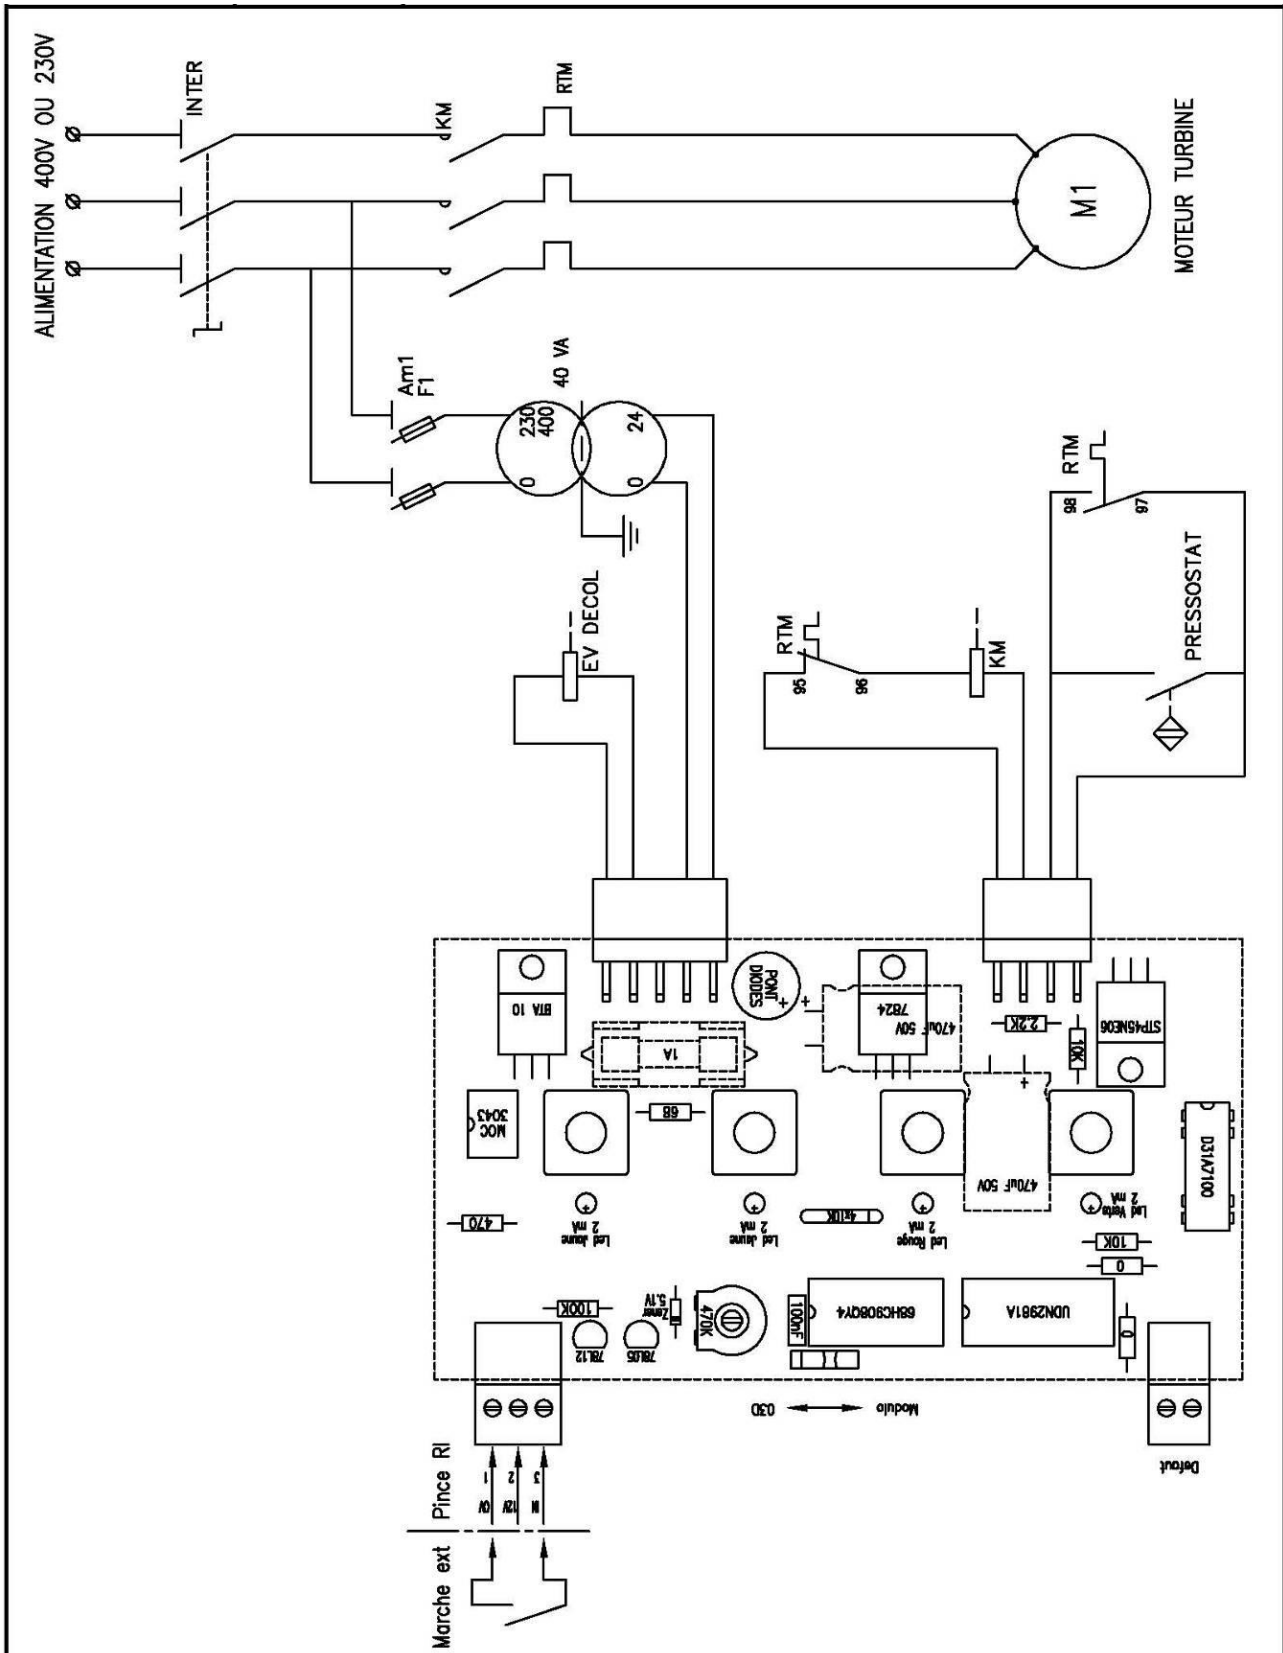 ALIMENTATION 400V OU 230V
INTER
KM
RTM
M1
MOTEUR TURBINE
Am1
F1
40 VA
230
400
0
24
0
EV DECOL
RTM
95
96
KM
RTM
98
97
PRESSOSTAT
BTA 10
PONT
DIODES
+
+
7824
470uF 50V
2.2K
10K
STP45NE06
1A
MOC
3043
68
+
470uF 50V
D31A7100
470
+
Led Jaune
2 mA
+
Led Jaune
2 mA
4x10K
+
Led Rouge
2 mA
+
Led Verte
2 mA
10K
0
100K
78L12
78L05
Zener
5.1V
470K
100nF
68HC908QY4
UDN2981A
0
03D
Modulo
Defaut
Marche ext
Pince RI
1
2
3
0V
12V
IN